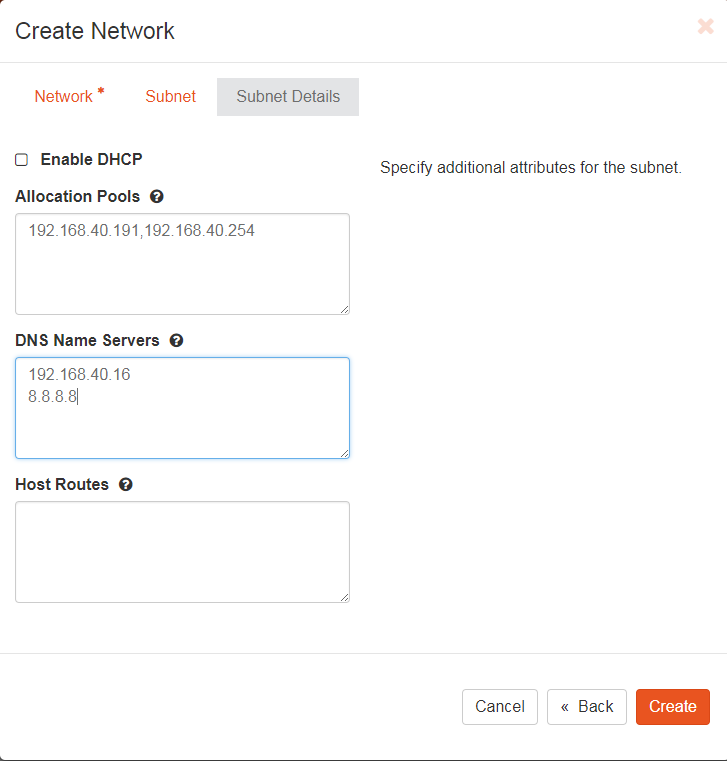 Create Network
Network *
Subnet
Subnet Details
Enable DHCP
Specify additional attributes for the subnet.
Allocation Pools
192.168.40.191,192.168.40.254
DNS Name Servers
192.168.40.16
8.8.8.8
Host Routes
Cancel
« Back
Create